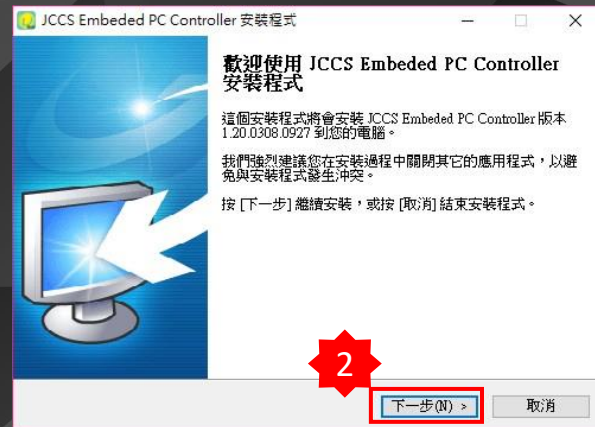 JCCS Embeded PC Controller 安裝程式
歡迎使用 JCCS Embeded PC Controller
安裝程式
這個安裝程式將會安裝 JCCS Embeded PC Controller 版本
1.20.0308.0927 到您的電腦。
我們強烈建議您在安裝過程中關閉其它的應用程式，以避
免與安裝程式發生沖突。
按 [下一步] 繼續安裝，或按 [取消] 結束安裝程式。
2
下一步(N) >
取消